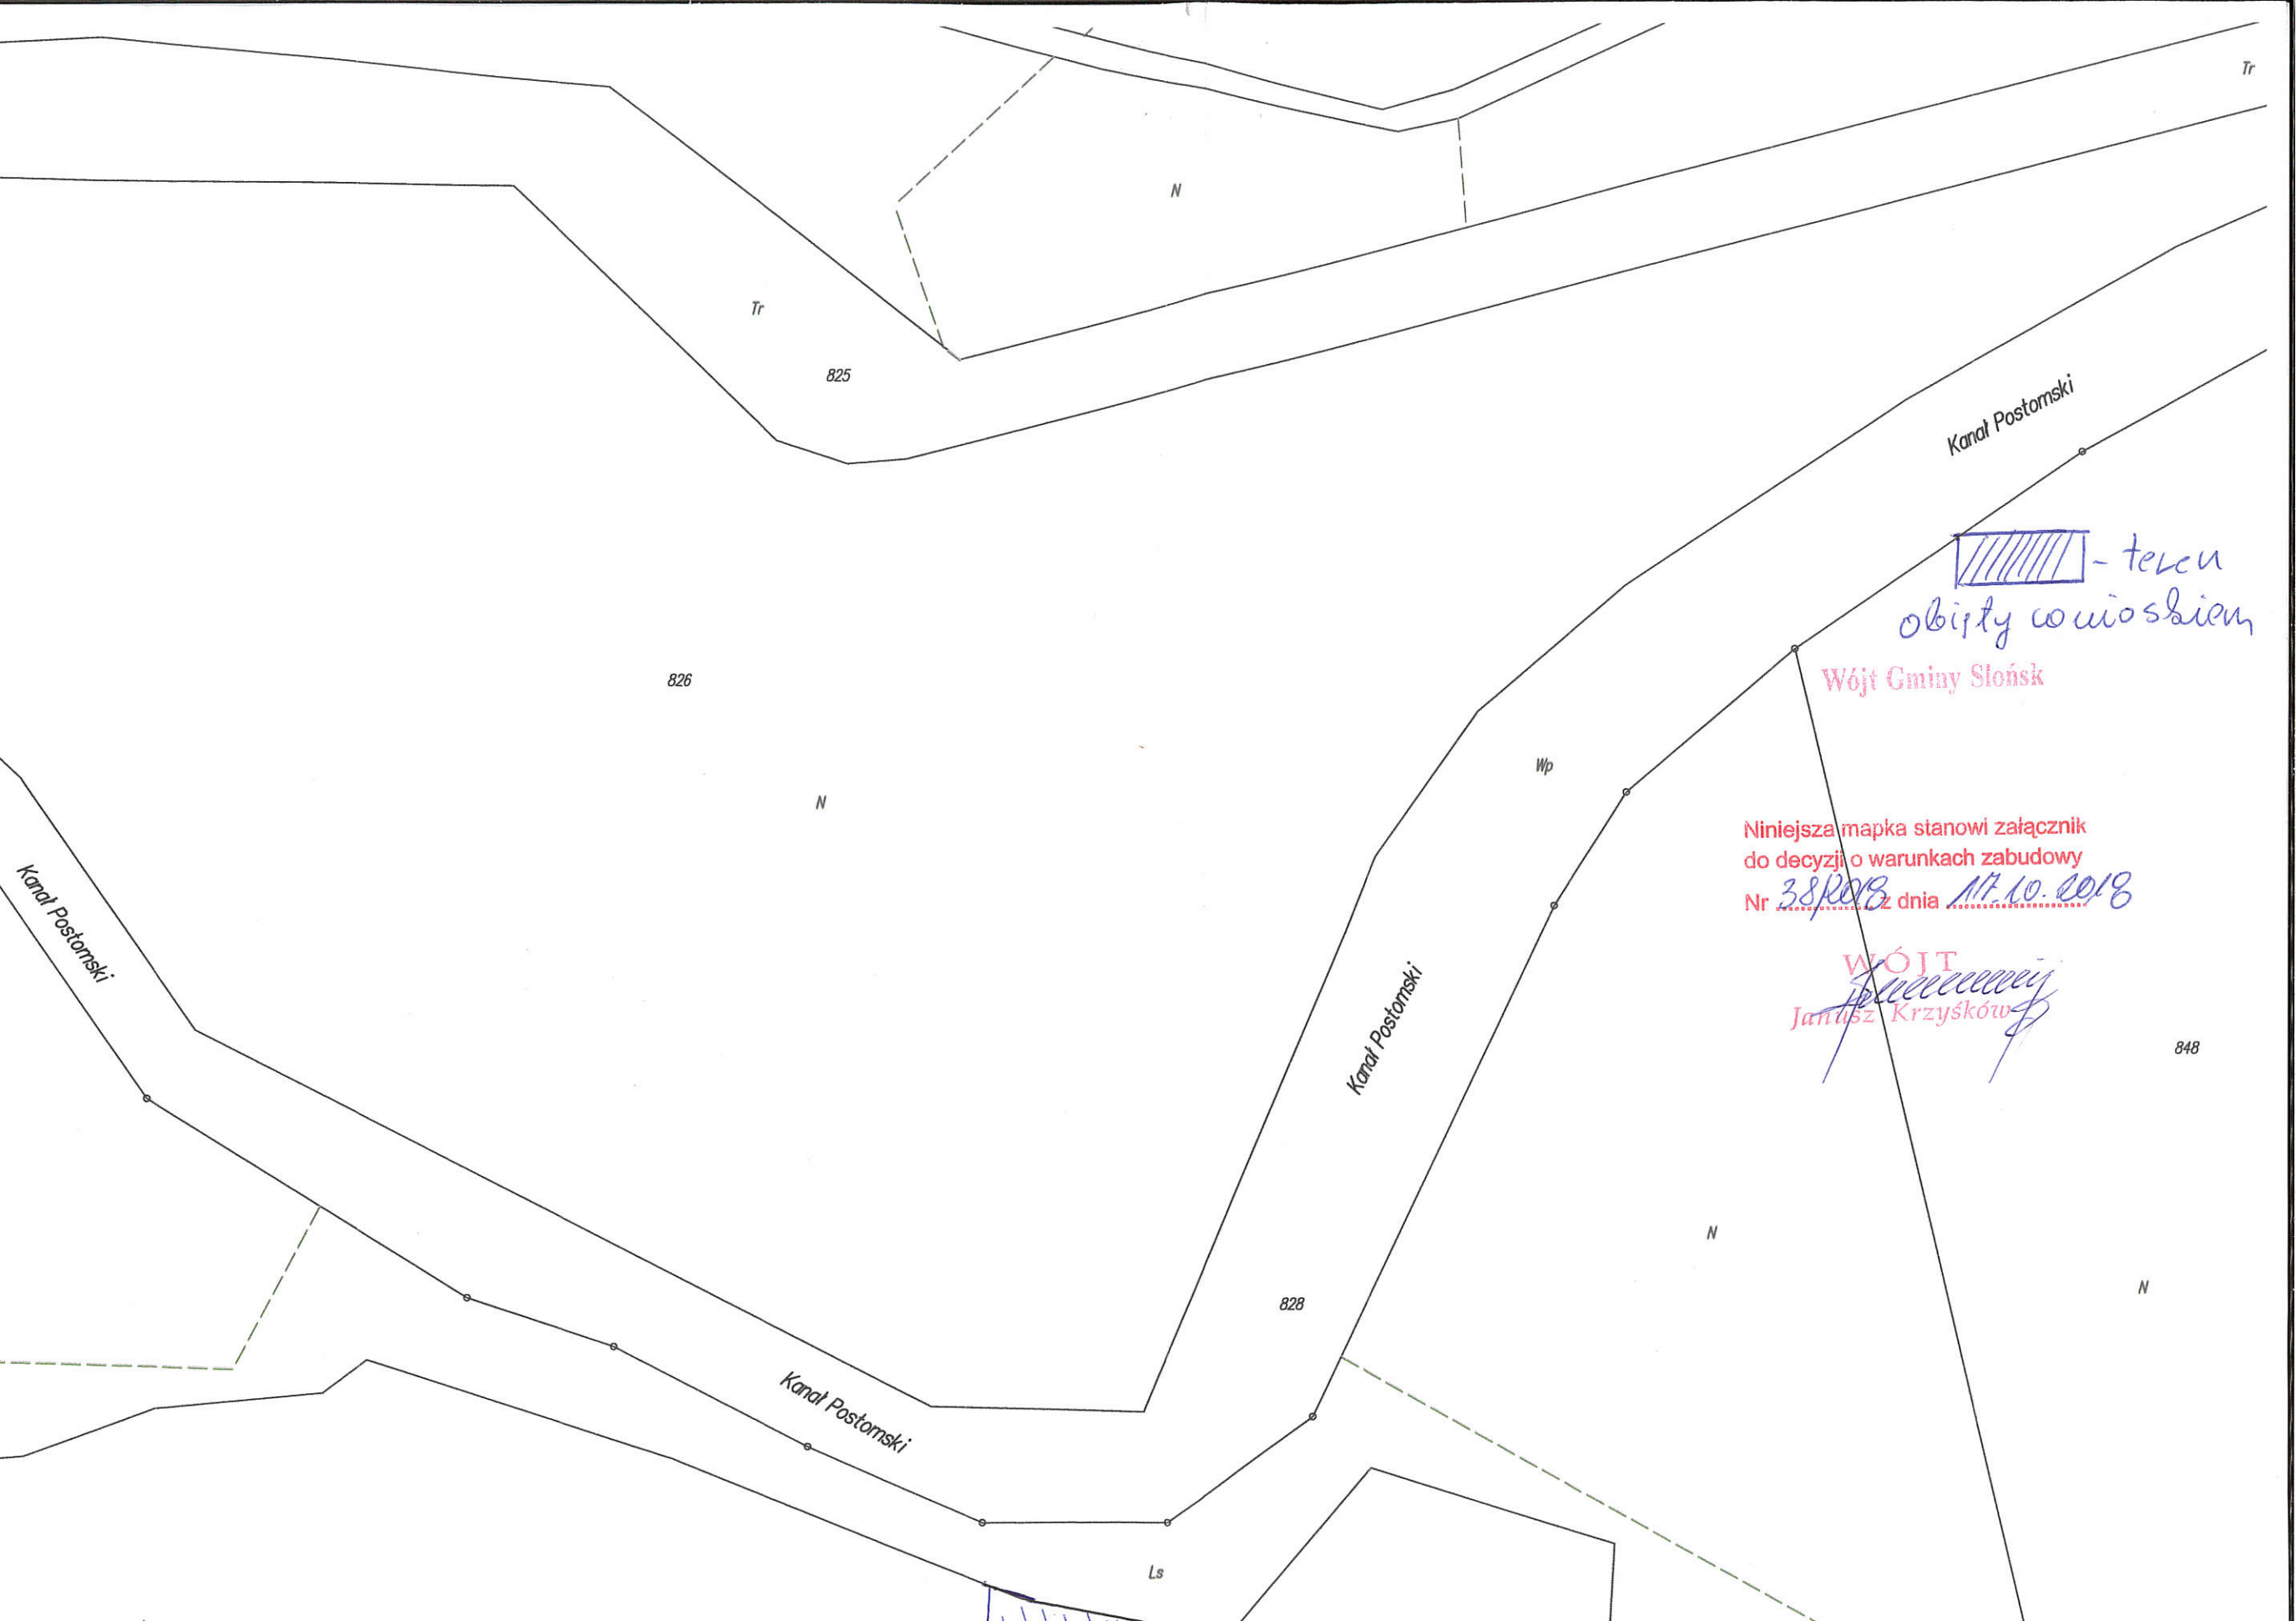 Tr
N
Tr
825
Kanał Postomski
- teren
objęty wnioskiem
Wójt Gminy Słońsk
826
Wp
N
Niniejsza mapka stanowi załącznik
do decyzji o warunkach zabudowy
Nr 38/2018 z dnia 17.10.2018
Kanał Postomski
WÓJT
Janusz Krzyśków
Kanał Postomski
848
N
N
828
Kanał Postomski
Ls